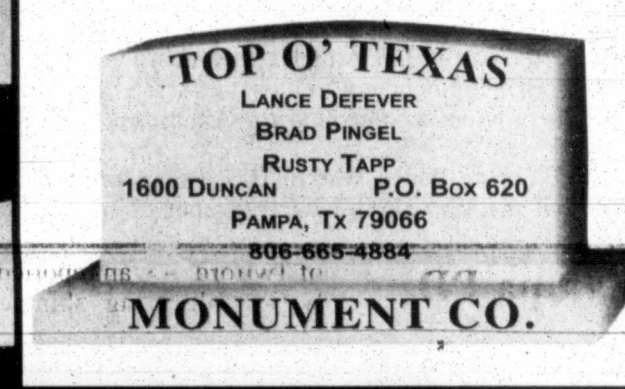 TOP O' TEXAS
LANCE DEFEVER
BRAD PINGEL
RUSTY TAPP
1600 DUNCAN P.O. BOX 620
PAMPA, TX 79066
806-665-4884
MONUMENT CO.